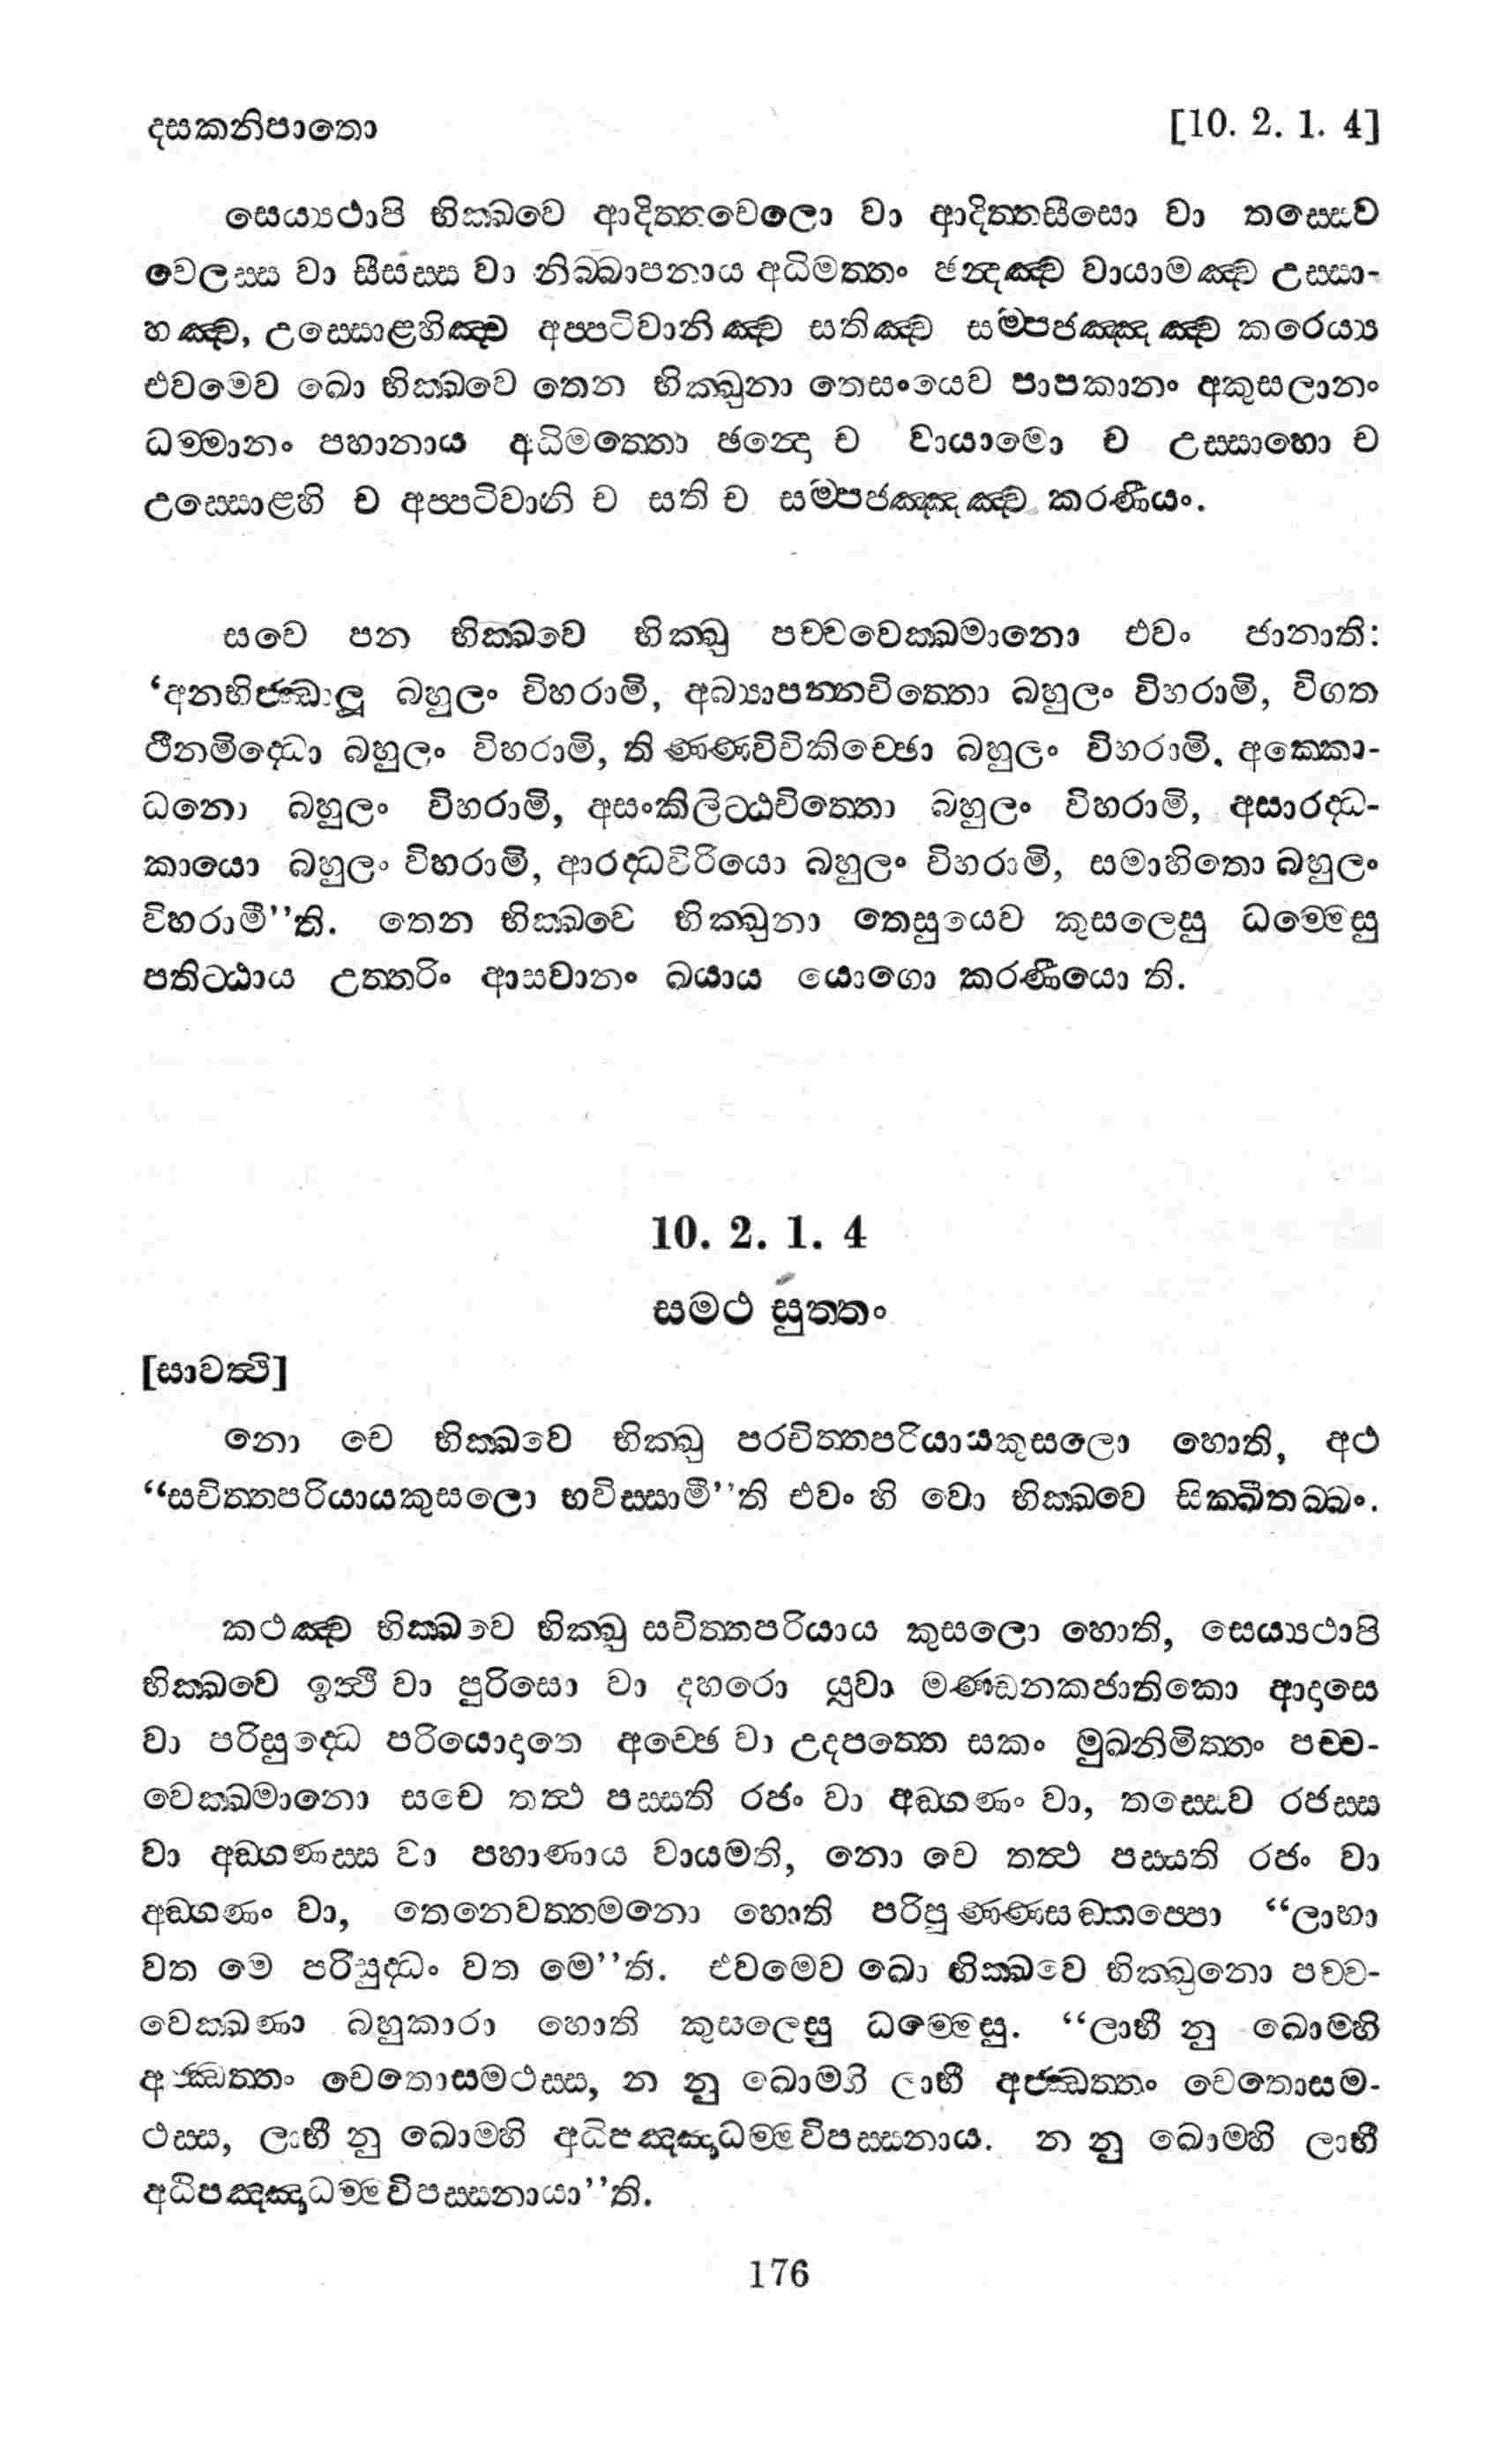 දසකනිපාතො [10. 2. 1. 4]
සෙය්‍යථාපි භික්ඛවෙ ආදිත්තචෙලො වා ආදිත්තසීසො වා තස්සෙව
චෙලස්ස වා සීසස්ස වා නිබ්බාපනාය අධිමත්තං ඡන්දඤ්ච වායාමඤ්ච උස්සා-
හඤ්ච, උස්සොළ්හිඤ්ච අප්පටිවානිඤ්ච සතිඤ්ච සම්පජඤ්ඤඤ්ච කරෙය්‍ය
එවමෙව ඛො භික්ඛවෙ තෙන භික්ඛුනා තෙසංයෙව පාපකානං අකුසලානං
ධම්මානං පහානාය අධිමත්තො ඡන්දො ච වායාමො ච උස්සාහො ච
උස්සොළ්හි ච අප්පටිවානි ච සති ච සම්පජඤ්ඤඤ්ච කරණීයං.
සචෙ පන භික්ඛවෙ භික්ඛු පච්චවෙක්ඛමානො එවං ජානාති:
‘අනභිජ්ඣාලූ බහුලං විහරාමි, අබ්‍යාපන්නචිත්තො බහුලං විහරාමි, විගත
ථීනමිද්ධො බහුලං විහරාමි, තිණ්ණවිචිකිච්ඡො බහුලං විහරාමි. අක්කො-
ධනො බහුලං විහරාමි, අසංකිලිට්ඨචිත්තො බහුලං විහරාමි, අසාරද්ධ-
කායො බහුලං විහරාමි, ආරද්ධවිරියො බහුලං විහරාමි, සමාහිතො බහුලං
විහරාමී”ති. තෙන භික්ඛවෙ භික්ඛුනා තෙසුයෙව කුසලෙසු ධම්මෙසු
පතිට්ඨාය උත්තරිං ආසවානං ඛයාය යොගො කරණීයො ති.
10. 2. 1. 4
සමථ සුත්තං
[සාවත්ථි]
නො චෙ භික්ඛවෙ භික්ඛු පරචිත්තපරියායකුසලො හොති, අථ
“සචිත්තපරියායකුසලො භවිස්සාමී”ති එවං හි වො භික්ඛවෙ සික්ඛීතබ්බං.
කථඤ්ච භික්ඛවෙ භික්ඛු සචිත්තපරියාය කුසලො හොති, සෙය්‍යථාපි
භික්ඛවෙ ඉත්ථි වා පුරිසො වා දහරො යුවා මණ්ඩනකජාතිකො ආදාසෙ
වා පරිසුද්ධෙ පරියොදාතෙ අච්ඡෙ වා උදපත්තෙ සකං මුඛනිමිත්තං පච්ච-
වෙක්ඛමානො සචෙ තත්ථ පස්සති රජං වා අඞ්ගණං වා, තස්සෙව රජස්ස
වා අඞ්ගණස්ස වා පහාණාය වායමති, නො චෙ තත්ථ පස්සති රජං වා
අඞ්ගණං වා, තෙනෙවත්තමනො හොති පරිපුණ්ණසඞ්කප්පො “ලාභා
වත මෙ පරිසුද්ධං වත මෙ”ති. එවමෙව ඛො භික්ඛවෙ භික්ඛුනො පච්ච-
වෙක්ඛණා බහුකාරා හොති කුසලෙසු ධම්මෙසු. “ලාභී නු ඛොම්හි
අජ්ඣත්තං චෙතොසමථස්ස, න නු ඛොම්හි ලාභී අජ්ඣත්තං චෙතොසම-
ථස්ස, ලාභී නු ඛොම්හි අධිපඤ්ඤාධම්මවිපස්සනාය. න නු ඛොම්හි ලාභී
අධිපඤ්ඤාධම්මවිපස්සනායා”ති.
176